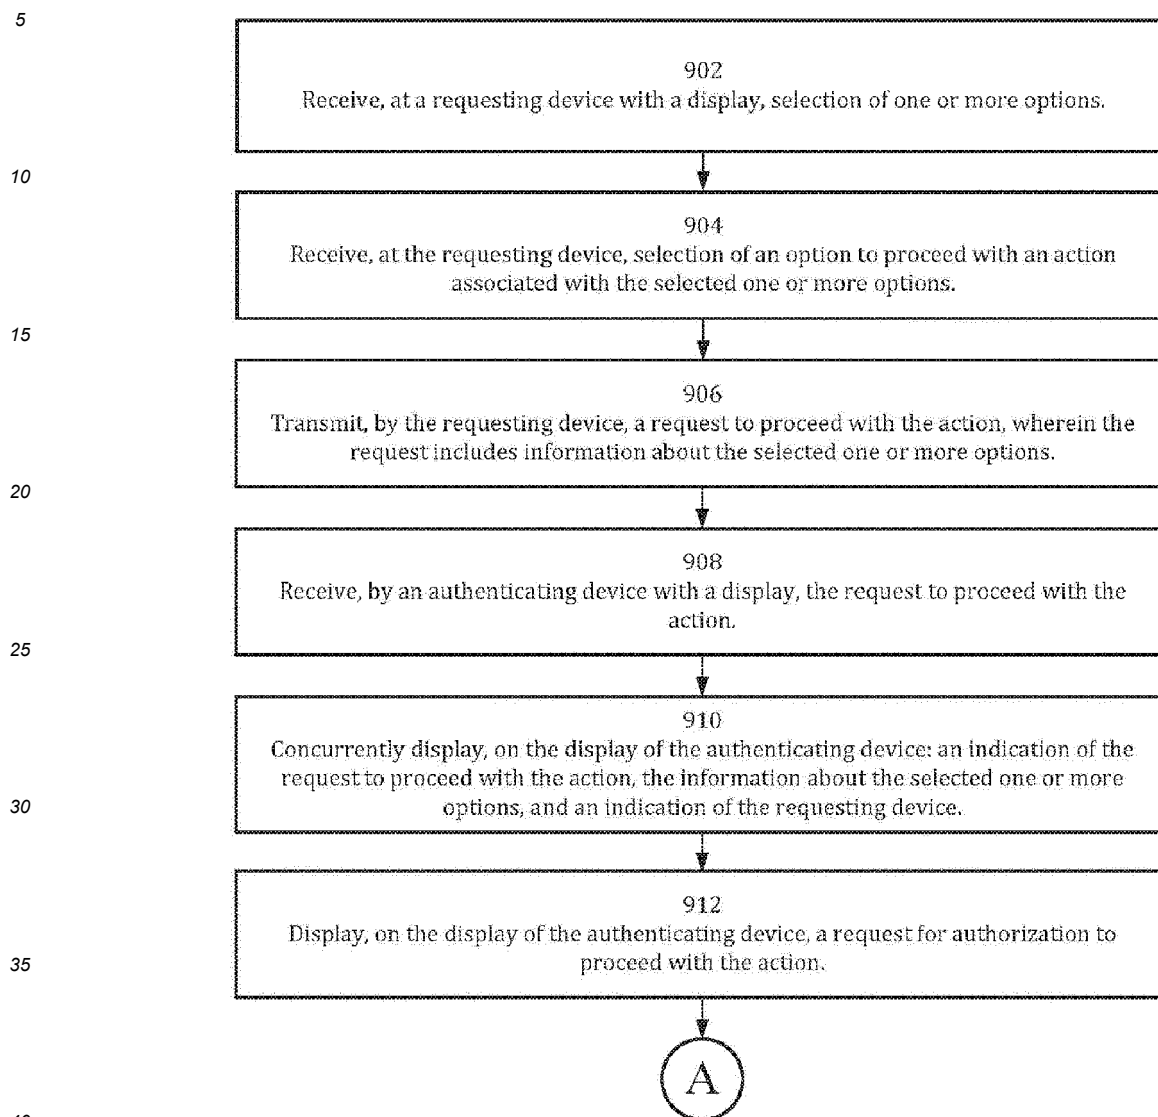 5
902
Receive, at a requesting device with a display, selection of one or more options.
10
904
Receive, at the requesting device, selection of an option to proceed with an action
associated with the selected one or more options.
15
906
Transmit, by the requesting device, a request to proceed with the action, wherein the
request includes information about the selected one or more options.
20
908
Receive, by an authenticating device with a display, the request to proceed with the
action.
25
910
Concurrently display, on the display of the authenticating device: an indication of the
request to proceed with the action, the information about the selected one or more
options, and an indication of the requesting device.
30
912
Display, on the display of the authenticating device, a request for authorization to
proceed with the action.
35
A